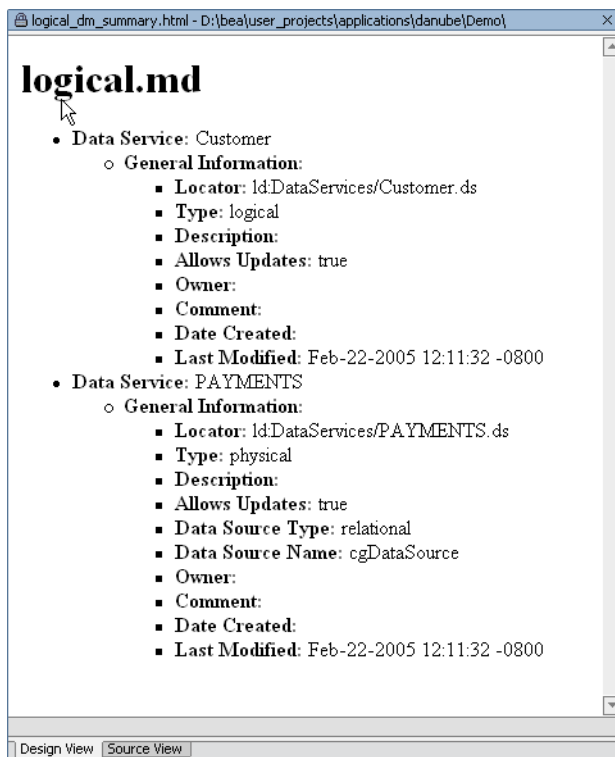 logical_dm_summary.html - D:\bea\user_projects\applications\danube\Demo\
logical.md
Data Service: Customer
General Information:
Locator: ld:DataServices/Customer.ds
Type: logical
Description:
Allows Updates: true
Owner:
Comment:
Date Created:
Last Modified: Feb-22-2005 12:11:32 -0800
Data Service: PAYMENTS
General Information:
Locator: ld:DataServices/PAYMENTS.ds
Type: physical
Description:
Allows Updates: true
Data Source Type: relational
Data Source Name: cgDataSource
Owner:
Comment:
Date Created:
Last Modified: Feb-22-2005 12:11:32 -0800
Design View Source View